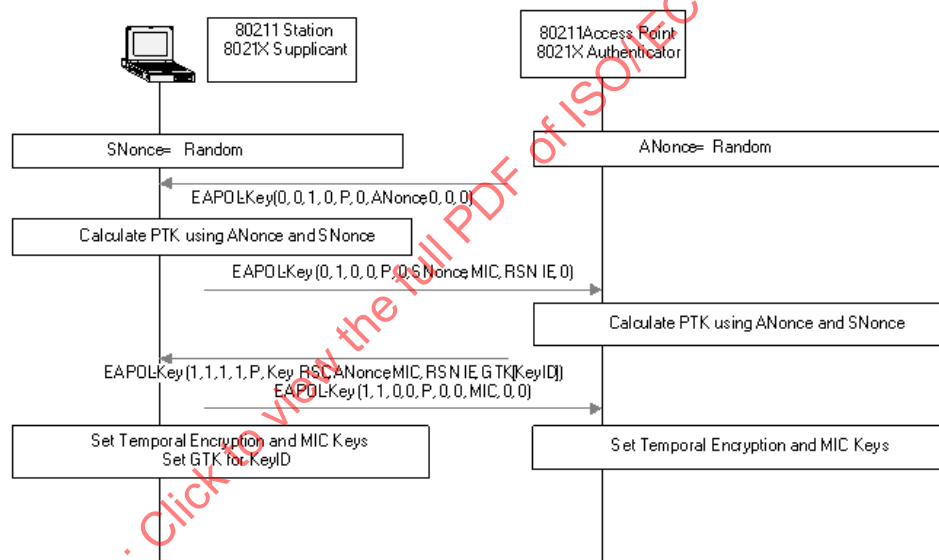 80211 Station
8021X Supplicant
80211Access Point
8021X Authenticator
SNonce= Random
ANonce= Random
EAPOL-Key(0,0,1,0,P,0,ANonce,0,0,0)
Calculate PTK using ANonce and SNonce
EAPOL-Key(0,1,0,0,P,0,SNonce,MIC,RSN IE,0)
Calculate PTK using ANonce and SNonce
EAPOL-Key(1,1,1,1,P,Key RSC,ANonce,MIC,RSN IE,GTK[KeyID])
EAPOL-Key(1,1,0,0,P,0,0,MIC,0,0)
Set Temporal Encryption and MIC Keys
Set GTK for KeyID
Set Temporal Encryption and MIC Keys
. Click to view the full PDF of ISO/IEC